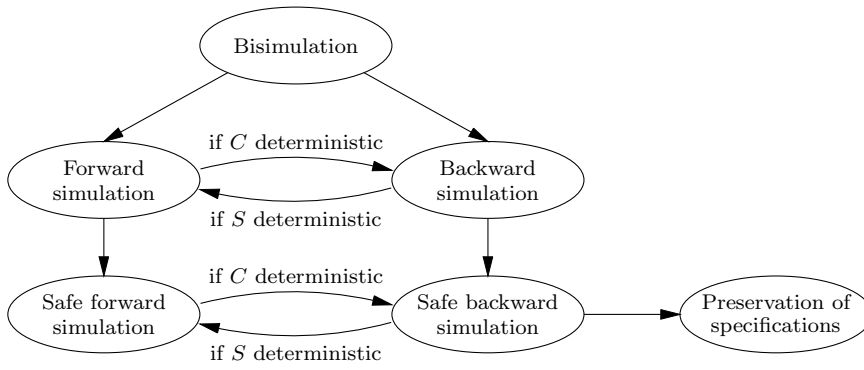 Bisimulation
if C deterministic
Forward
simulation
Backward
simulation
if S deterministic
if C deterministic
Safe forward
simulation
Safe backward
simulation
Preservation of
specifications
if S deterministic